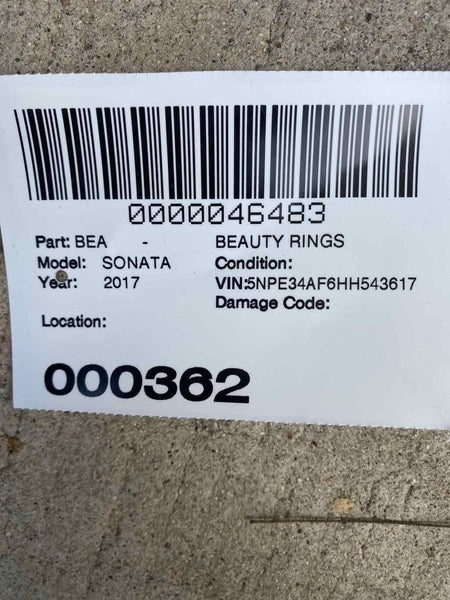 0000046483
Part: BEA - BEAUTY RINGS
Model: SONATA Condition:
Year: 2017 VIN:5NPE34AF6HH543617
Damage Code:
Location:
000362